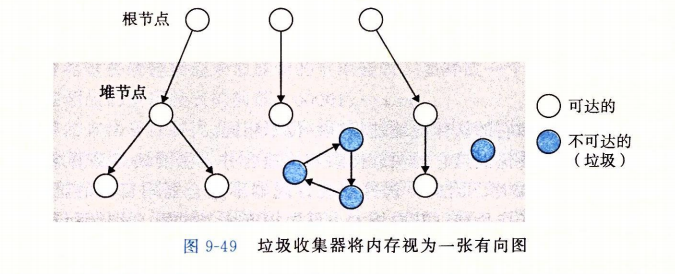 根节点
堆节点
可达的
不可达的
（垃圾）
图 9-49 垃圾收集器将内存视为一张有向图